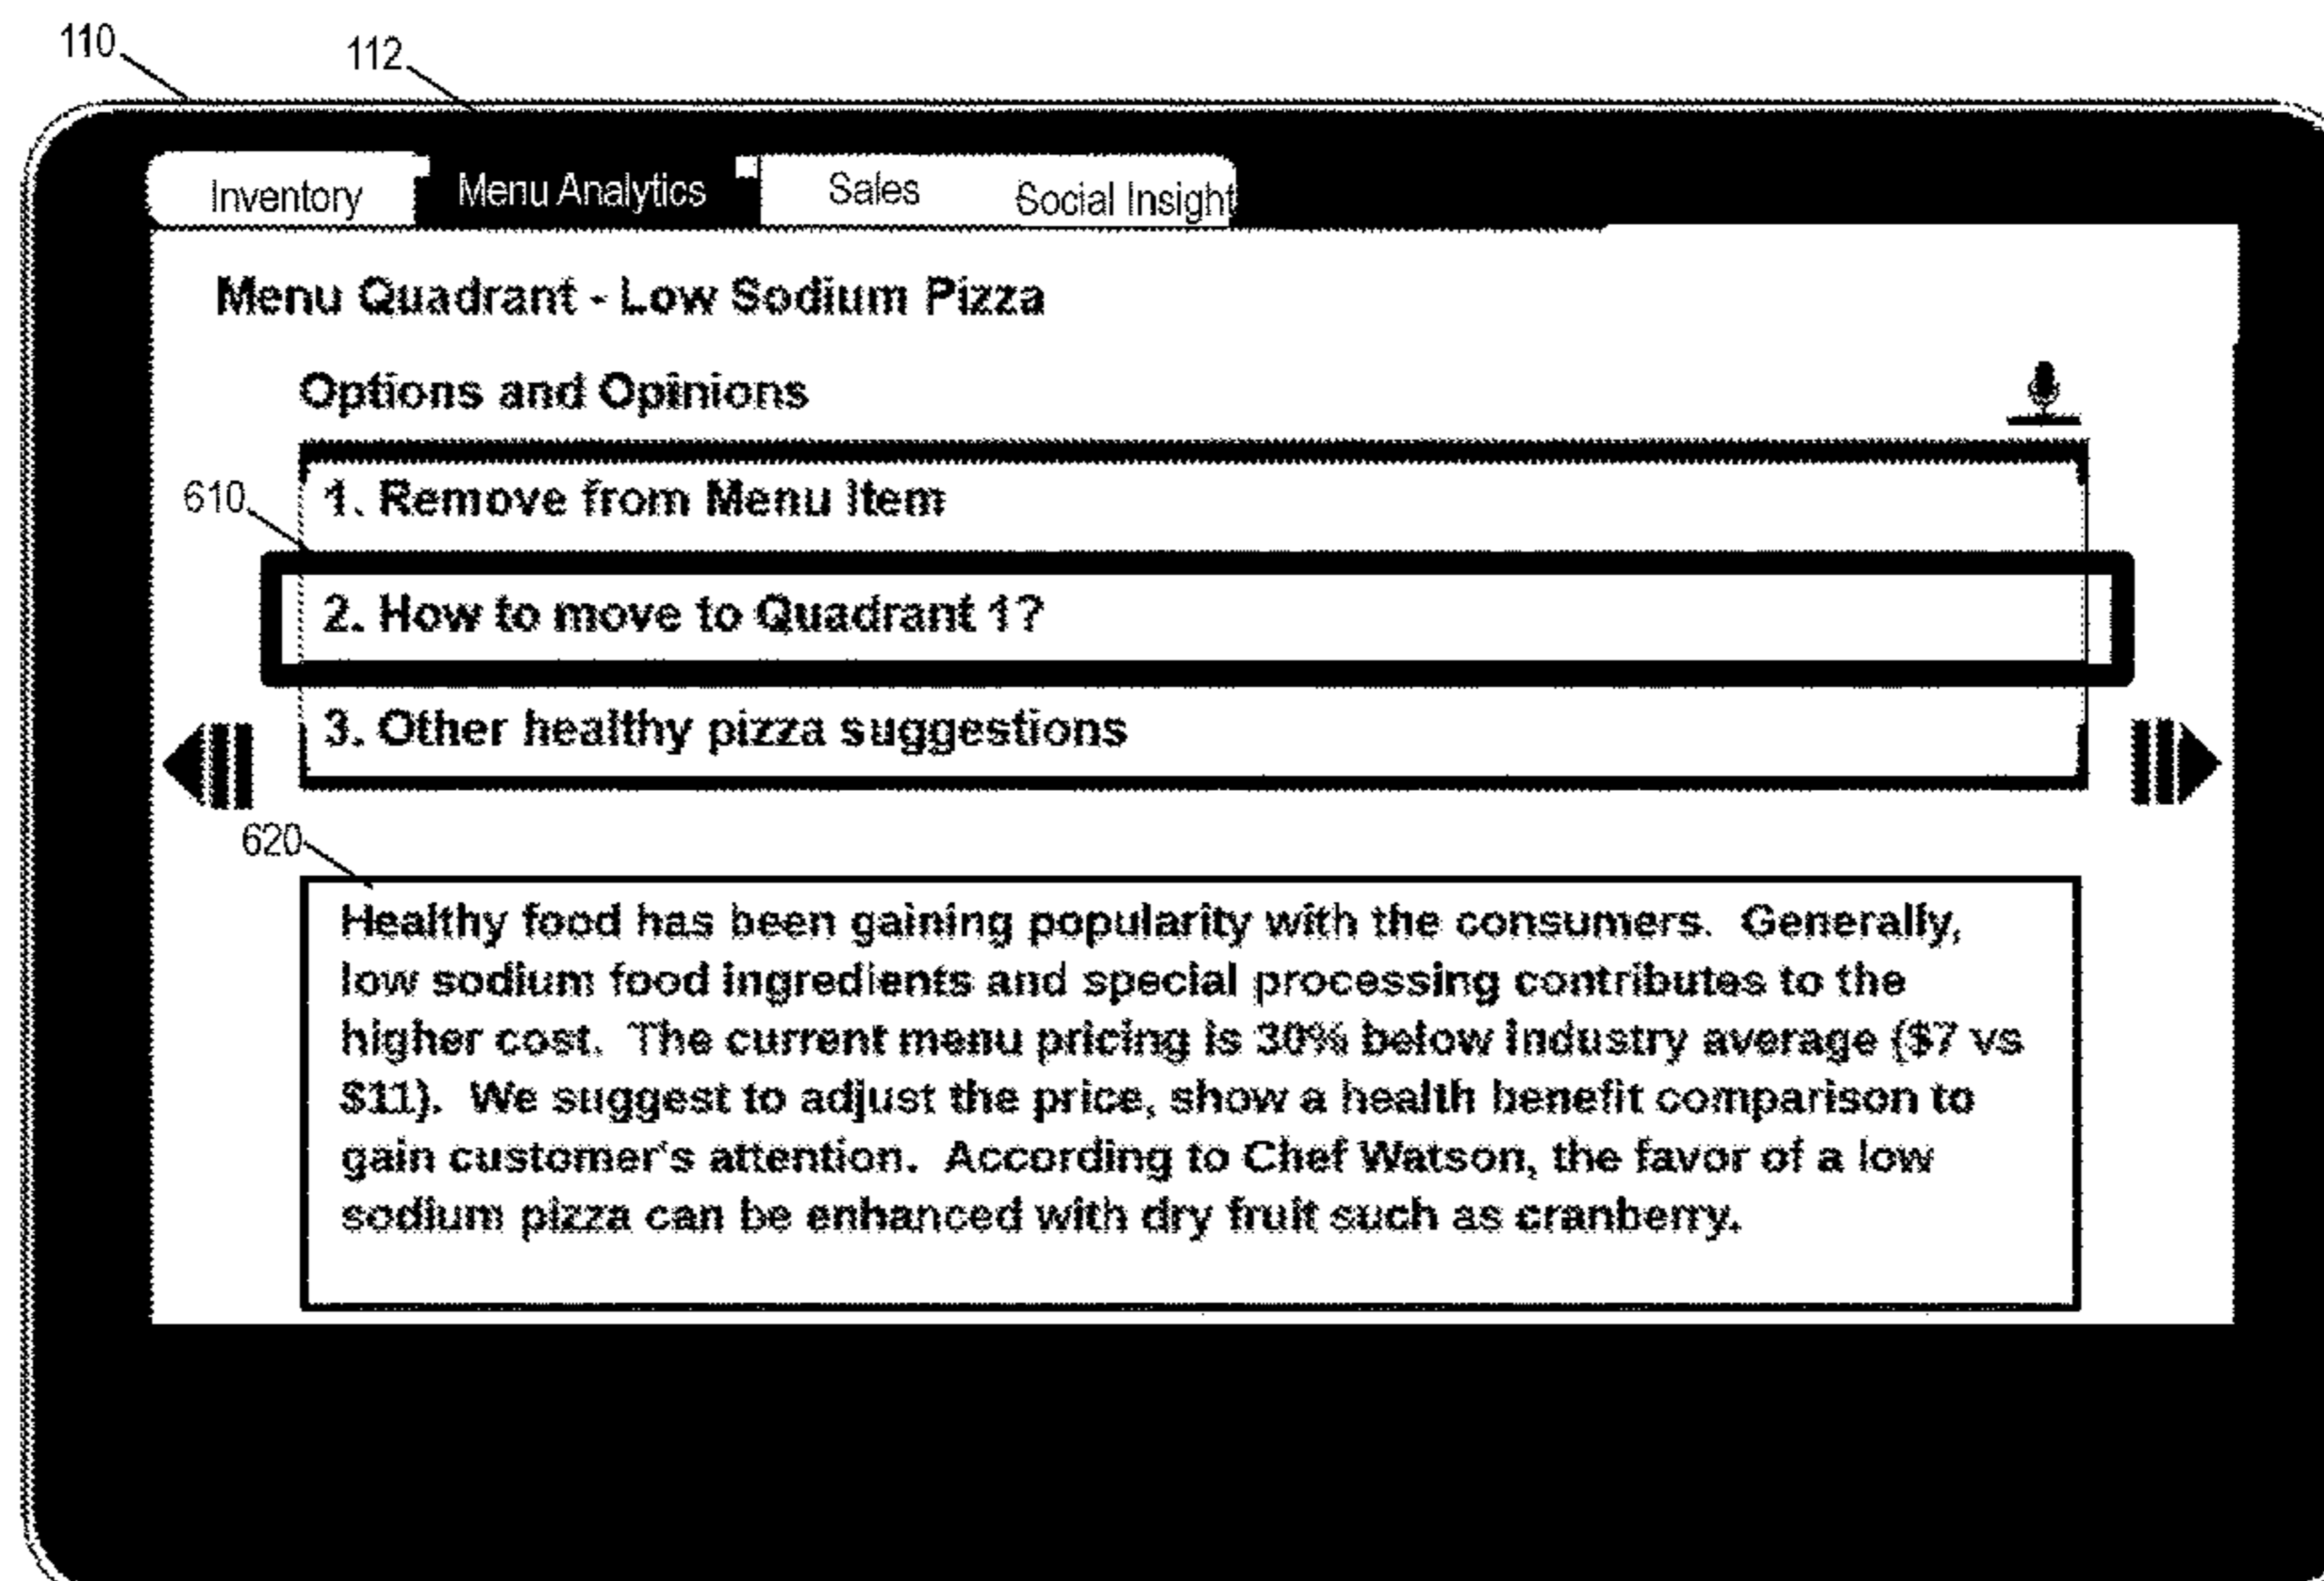 110
112
Inventory Menu Analytics Sales Social Insight
Menu Quadrant - Low Sodium Pizza
Options and Opinions
610
1. Remove from Menu Item
2. How to move to Quadrant 1?
3. Other healthy pizza suggestions
620
Healthy food has been gaining popularity with the consumers. Generally,
low sodium food ingredients and special processing contributes to the
higher cost. The current menu pricing is 30% below industry average ($7 vs
$11). We suggest to adjust the price, show a health benefit comparison to
gain customer's attention. According to Chef Watson, the favor of a low
sodium pizza can be enhanced with dry fruit such as cranberry.